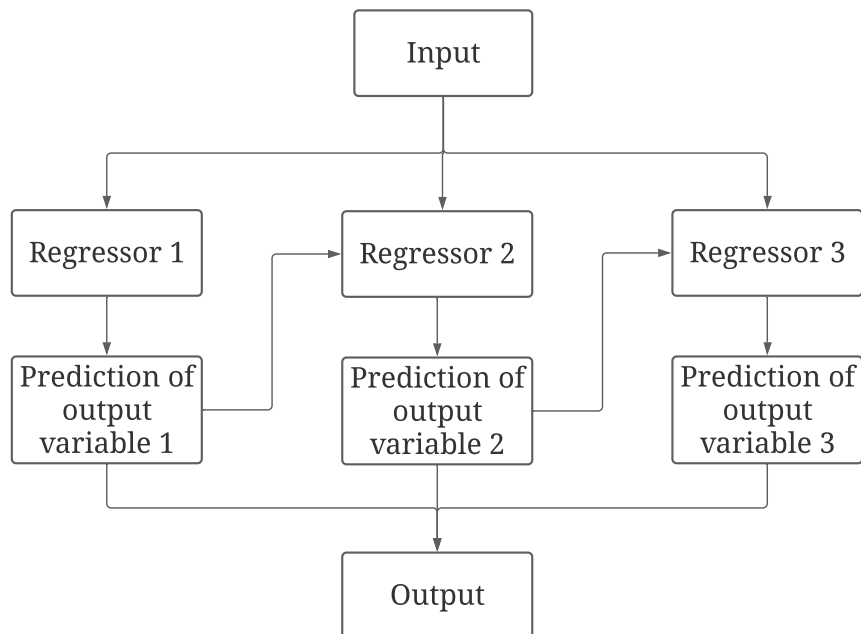 Input
Regressor 1
Regressor 2
Regressor 3
Prediction of
output
variable 1
Prediction of
output
variable 2
Prediction of
output
variable 3
Output